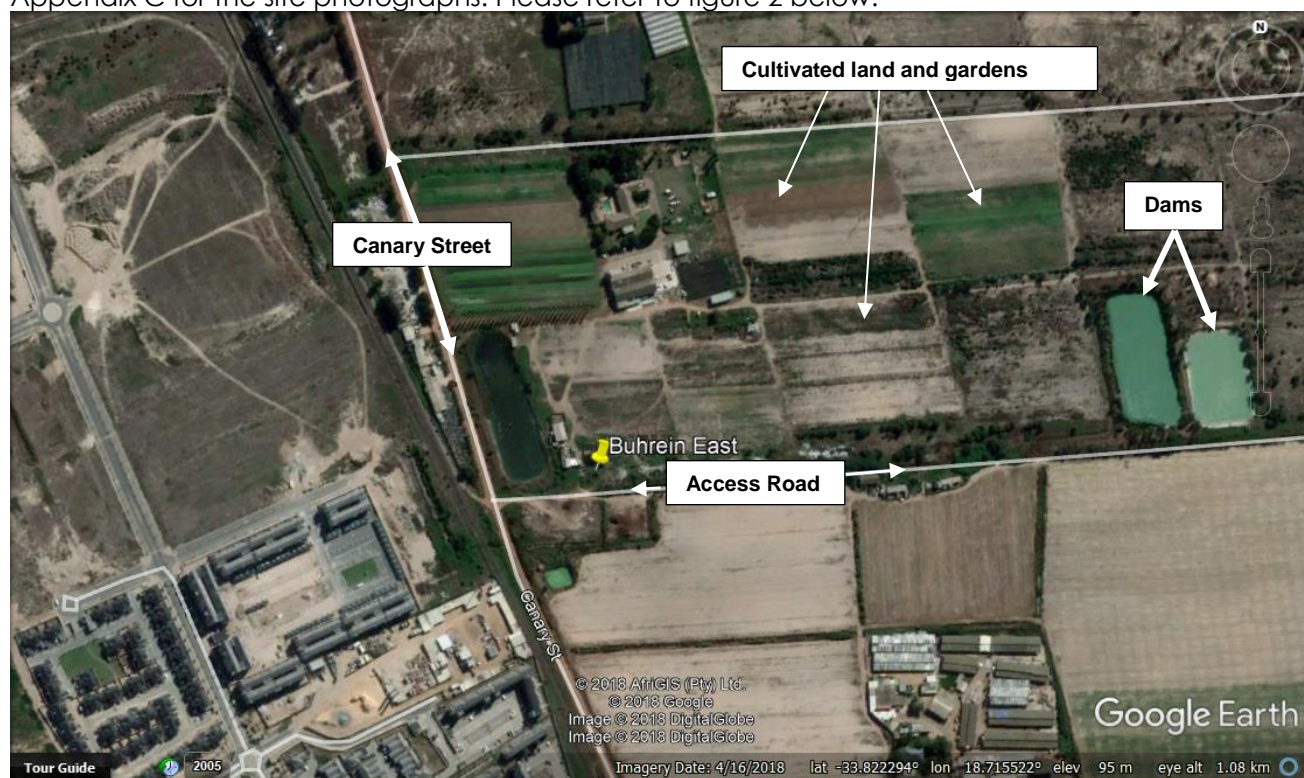 Appendix C for the site photographs. Please refer to figure 2 below.
N
Cultivated land and gardens
Dams
Canary Street
Buhrein East
Access Road
Canary St
© 2018 AfriGIS (Pty) Ltd.
© 2018 Google
Image © 2018 DigitalGlobe
Image © 2018 DigitalGlobe
Google Earth
Tour Guide 2005 Imagery Date: 4/16/2018 lat -33.822294° lon 18.715522° elev 95 m eye alt 1.08 km